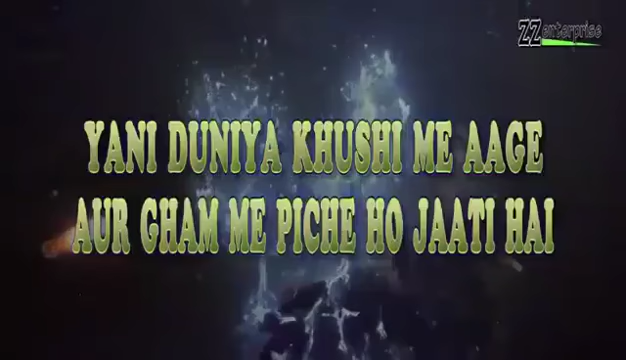 ZZ enterprise
YANI DUNIYA KHUSHI ME AAGE
AUR GHAM ME PICHE HO JAATI HAI